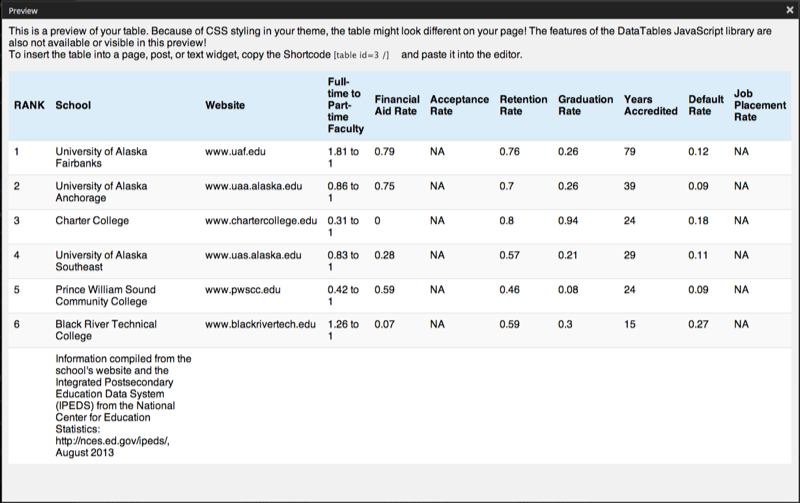 Preview
This is a preview of your table. Because of CSS styling in your theme, the table might look different on your page! The features of the DataTables JavaScript library are
also not available or visible in this preview!
To insert the table into a page, post, or text widget, copy the Shortcode [table id=3 /] and paste it into the editor.
RANK School Website Full-time to Part-time Faculty Financial Aid Rate Acceptance Rate Retention Rate Graduation Rate Years Accredited Default Rate Job Placement Rate
1 University of Alaska Fairbanks www.uaf.edu 1.81 to 1 0.79 NA 0.76 0.26 79 0.12 NA
2 University of Alaska Anchorage www.uaa.alaska.edu 0.86 to 1 0.75 NA 0.7 0.26 39 0.09 NA
3 Charter College www.chartercollege.edu 0.31 to 1 0 NA 0.8 0.94 24 0.18 NA
4 University of Alaska Southeast www.uas.alaska.edu 0.83 to 1 0.28 NA 0.57 0.21 29 0.11 NA
5 Prince William Sound Community College www.pwscc.edu 0.42 to 1 0.59 NA 0.46 0.08 24 0.09 NA
6 Black River Technical College www.blackrivertech.edu 1.26 to 1 0.07 NA 0.59 0.3 15 0.27 NA
Information compiled from the
school's website and the
Integrated Postsecondary
Education Data System
(IPEDS) from the National
Center for Education
Statistics:
http://nces.ed.gov/ipeds/,
August 2013